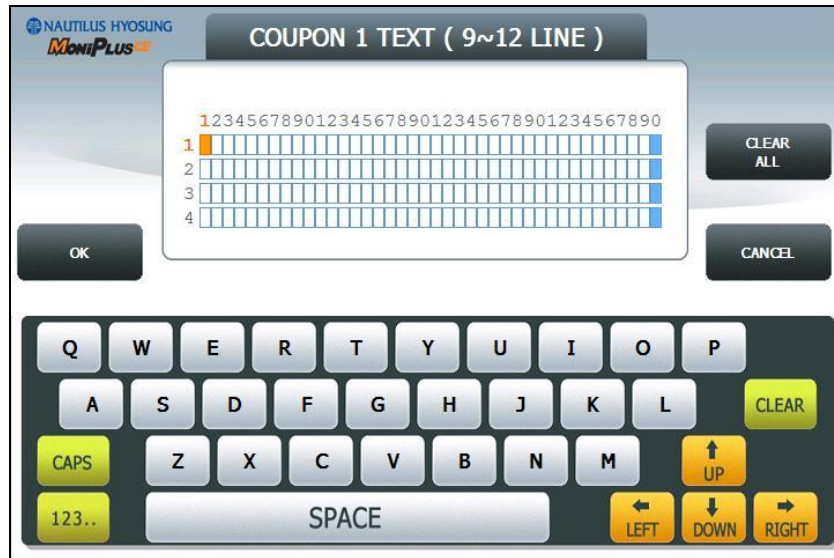 NAUTILUS HYOSUNG
MoniPlusCE
COUPON 1 TEXT ( 9~12 LINE )
1234567890123456789012345678901234567890
1
2
3
4
CLEAR
ALL
OK
CANCEL
Q W E R T Y U I O P
A S D F G H J K L CLEAR
CAPS Z X C V B N M UP
123.. SPACE LEFT DOWN RIGHT